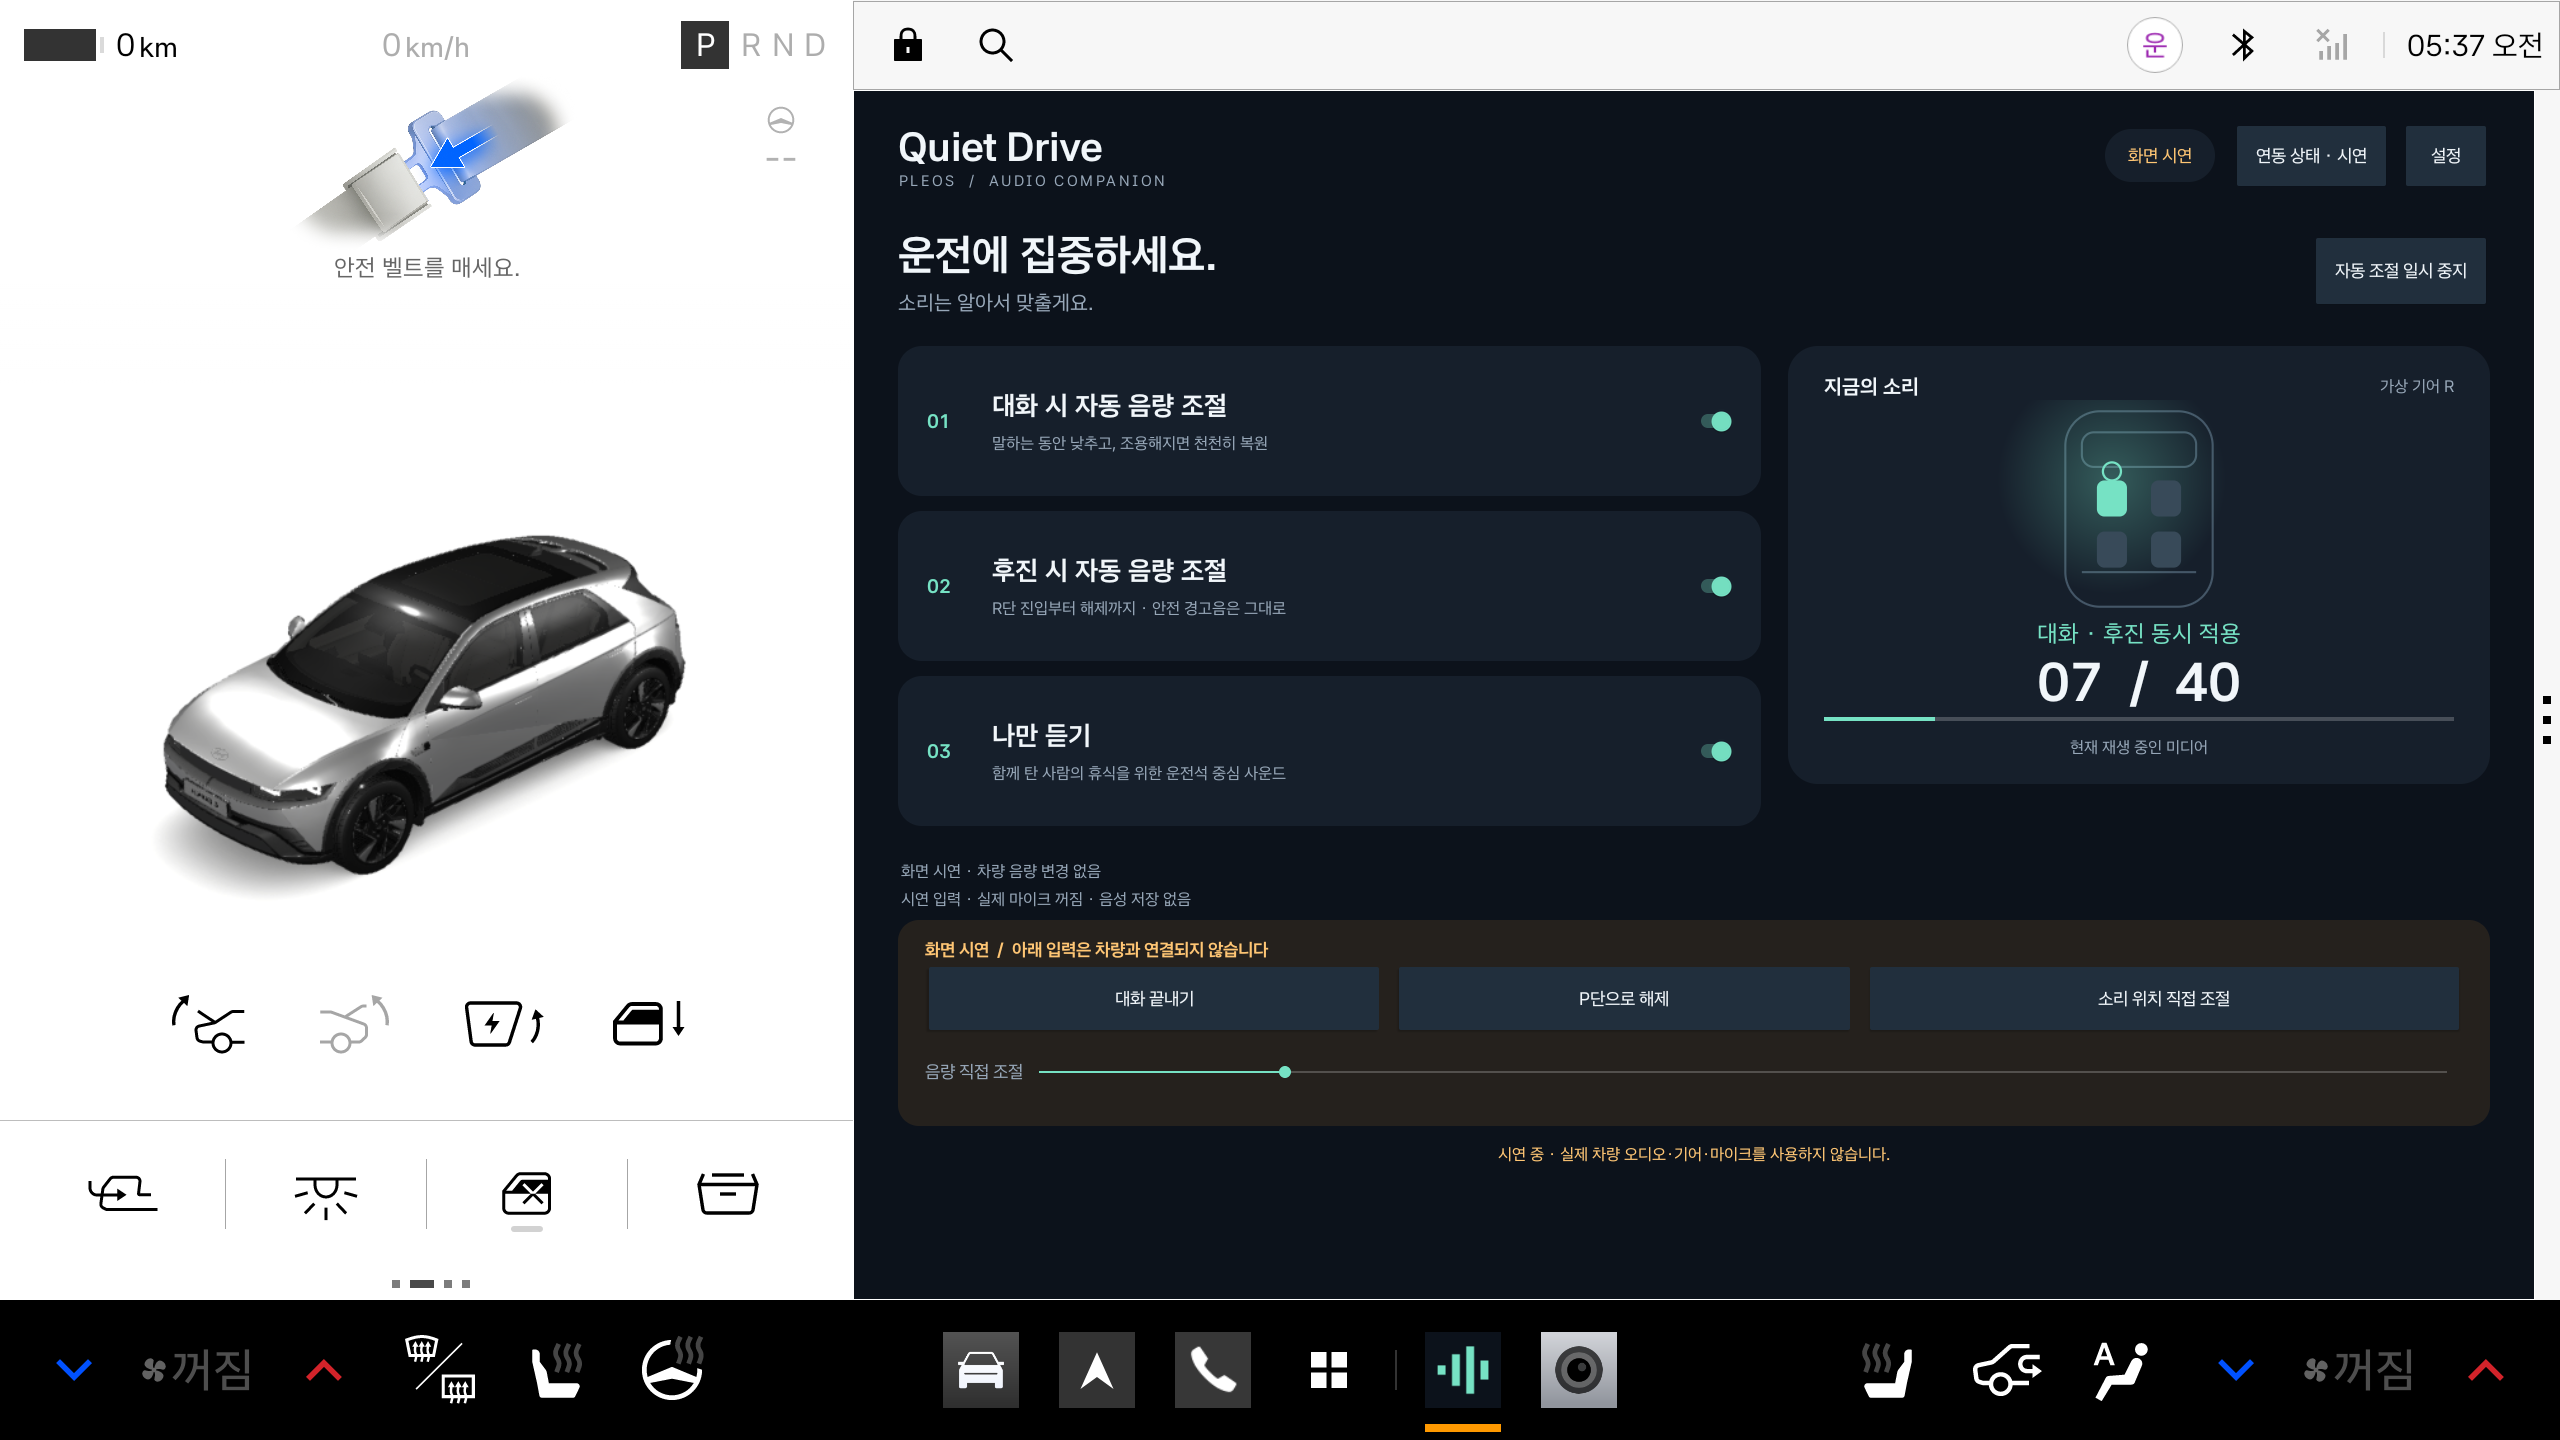 0 km
0 km/h
P R N D
05:37 오전
운
안전 벨트를 매세요.
Quiet Drive
PLEOS / AUDIO COMPANION
화면 시연
연동 상태 · 시연
설정
운전에 집중하세요.
소리는 알아서 맞출게요.
자동 조절 일시 중지
01
대화 시 자동 음량 조절
말하는 동안 낮추고, 조용해지면 천천히 복원
02
후진 시 자동 음량 조절
R단 진입부터 해제까지 · 안전 경고음은 그대로
03
나만 듣기
함께 탄 사람의 휴식을 위한 운전석 중심 사운드
지금의 소리
가상 기어 R
대화 · 후진 동시 적용
07 / 40
현재 재생 중인 미디어
화면 시연 · 차량 음량 변경 없음
시연 입력 · 실제 마이크 꺼짐 · 음성 저장 없음
화면 시연 / 아래 입력은 차량과 연결되지 않습니다
대화 끝내기
P단으로 해제
소리 위치 직접 조절
음량 직접 조절
시연 중 · 실제 차량 오디오·기어·마이크를 사용하지 않습니다.
꺼짐
A
꺼짐